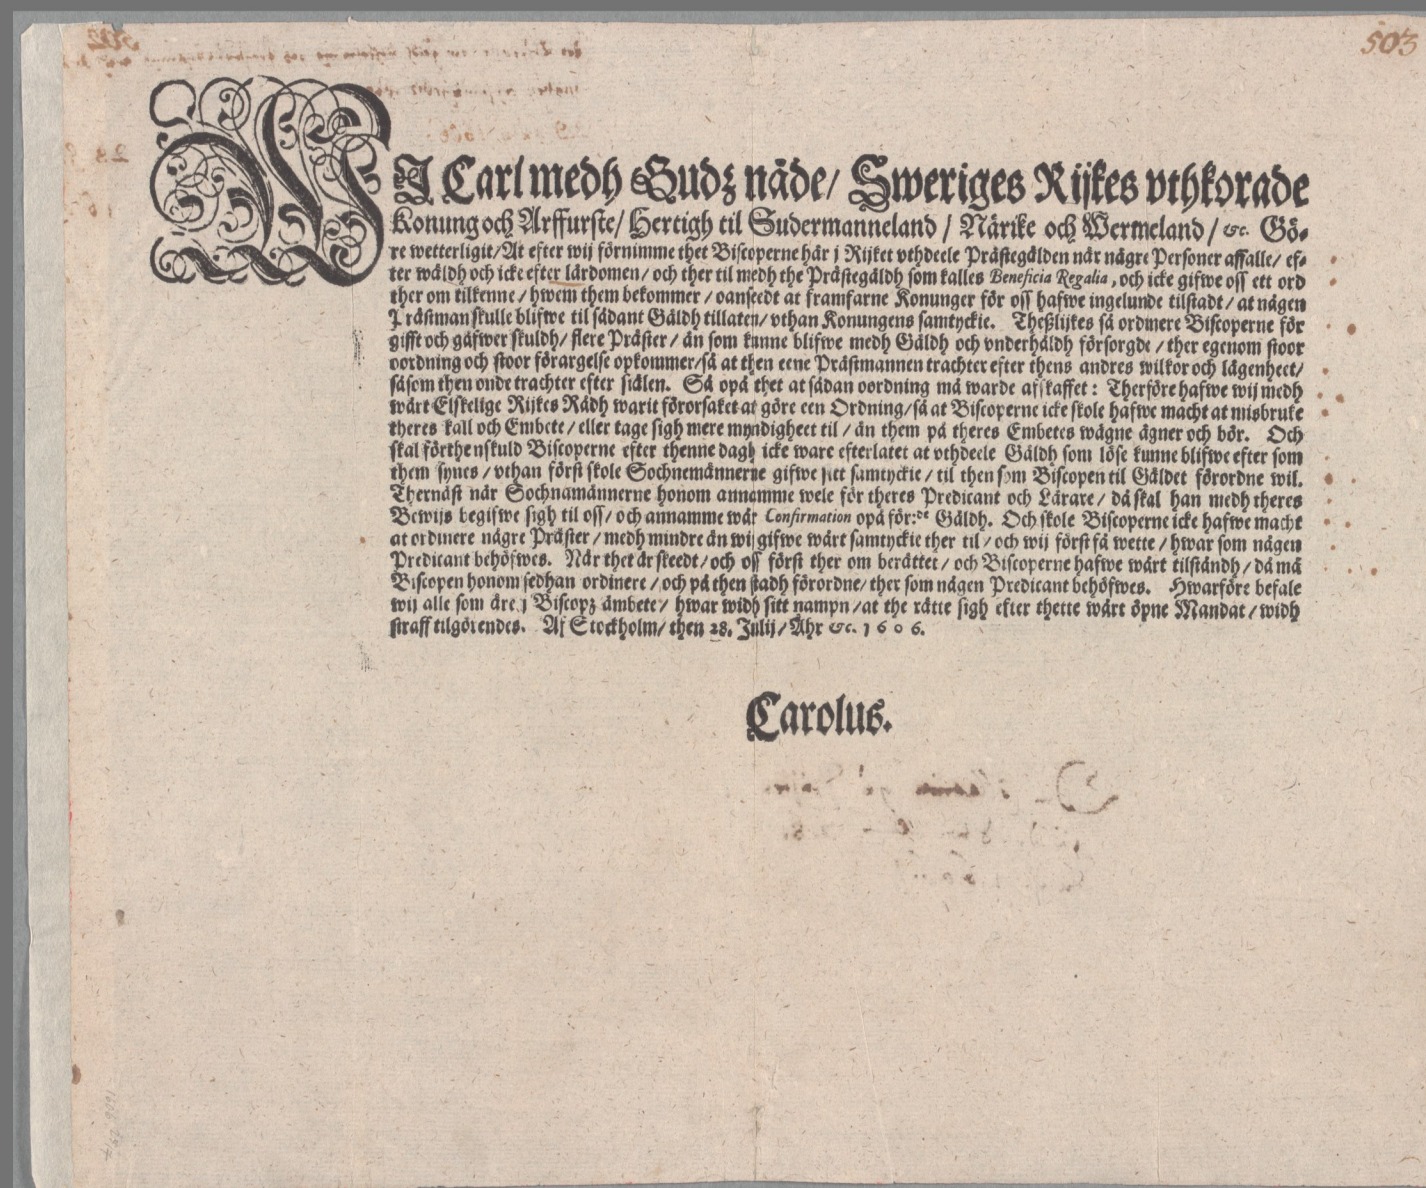 503
WJ Carl medh Gudz nåde/ Sweriges Rijkes vthkorade
Konung och Arffurste/ Hertigh til Sudermanneland/ Närike och Wermeland/ &c. Gö-
re wetterligit/ At efter wij förnimme thet Biscoperne här i Rijket vthdeele Prästegälden när någre Personer affalle/ ef-
ter wäldh och icke efter lärdomen/ och ther til medh the Prästegäldh som kalles Beneficia Regalia, och icke gifwe oss ett ord
ther om tilkenne/ hwem them bekommer/ oanseedt at framfarne Konunger för oss hafwe ingelunde tilstadt/ at någen
Prästman skulle blifwe til sådant Gäldh tillaten/ vthan Konungens samtyckie. Theßlijkes så ordinere Biscoperne för
gifft och gåfwer skuldh/ flere Präster/ än som kunne blifwe medh Gäldh och vnderhåldh försorgde/ ther egenom stoor
oordning och stoor förargelse opkommer/ så at then eene Prästmannen trachter efter thens andres wilkor och lägenheet/
såsom then onde trachter efter siälen. Så opå thet at sådan oordning må warde afskaffet: Therföre hafwe wij medh
wårt Elskelige Rijkes Rådh warit förorsaket at göre een Ordning/ så at Biscoperne icke skole hafwe macht at misbruke
theres kall och Embete/ eller tage sigh mere myndigheet til/ än them på theres Embetes wägne ägner och bör. Och
skal förthenskuld Biscoperne efter thenne dagh icke ware efterlatet at vthdeele Gäldh som löse kunne blifwe efter som
them synes/ vthan först skole Sochnemännerne gifwe sitt samtyckie/ til then som Biscopen til Gäldet förordne wil.
Thernäst när Sochnamännerne honom annamme wele för theres Predicant och Lärare/ då skal han medh theres
Bewijs begifwe sigh til oss/ och annamme wår Confirmation opå för:de Gäldh. Och skole Biscoperne icke hafwe macht
at ordinere någre Präster/ medh mindre än wij gifwe wårt samtyckie ther til/ och wij först få wette/ hwar som någen
Predicant behöfwes. När thet är skeedt/ och oss först ther om berättet/ och Biscoperne hafwe wårt tilståndh/ då må
Biscopen honom sedhan ordinere/ och på then stadh förordne/ ther som någen Predicant behöfwes. Hwarföre befale
wij alle som äre i Biscopz ämbete/ hwar widh sitt nampn/ at the rätte sigh efter thette wårt öpne Mandat/ widh
straff tilgörendes. Af Stockholm/ then 28. Julij/ Åhr &c. 1606.
Carolus.